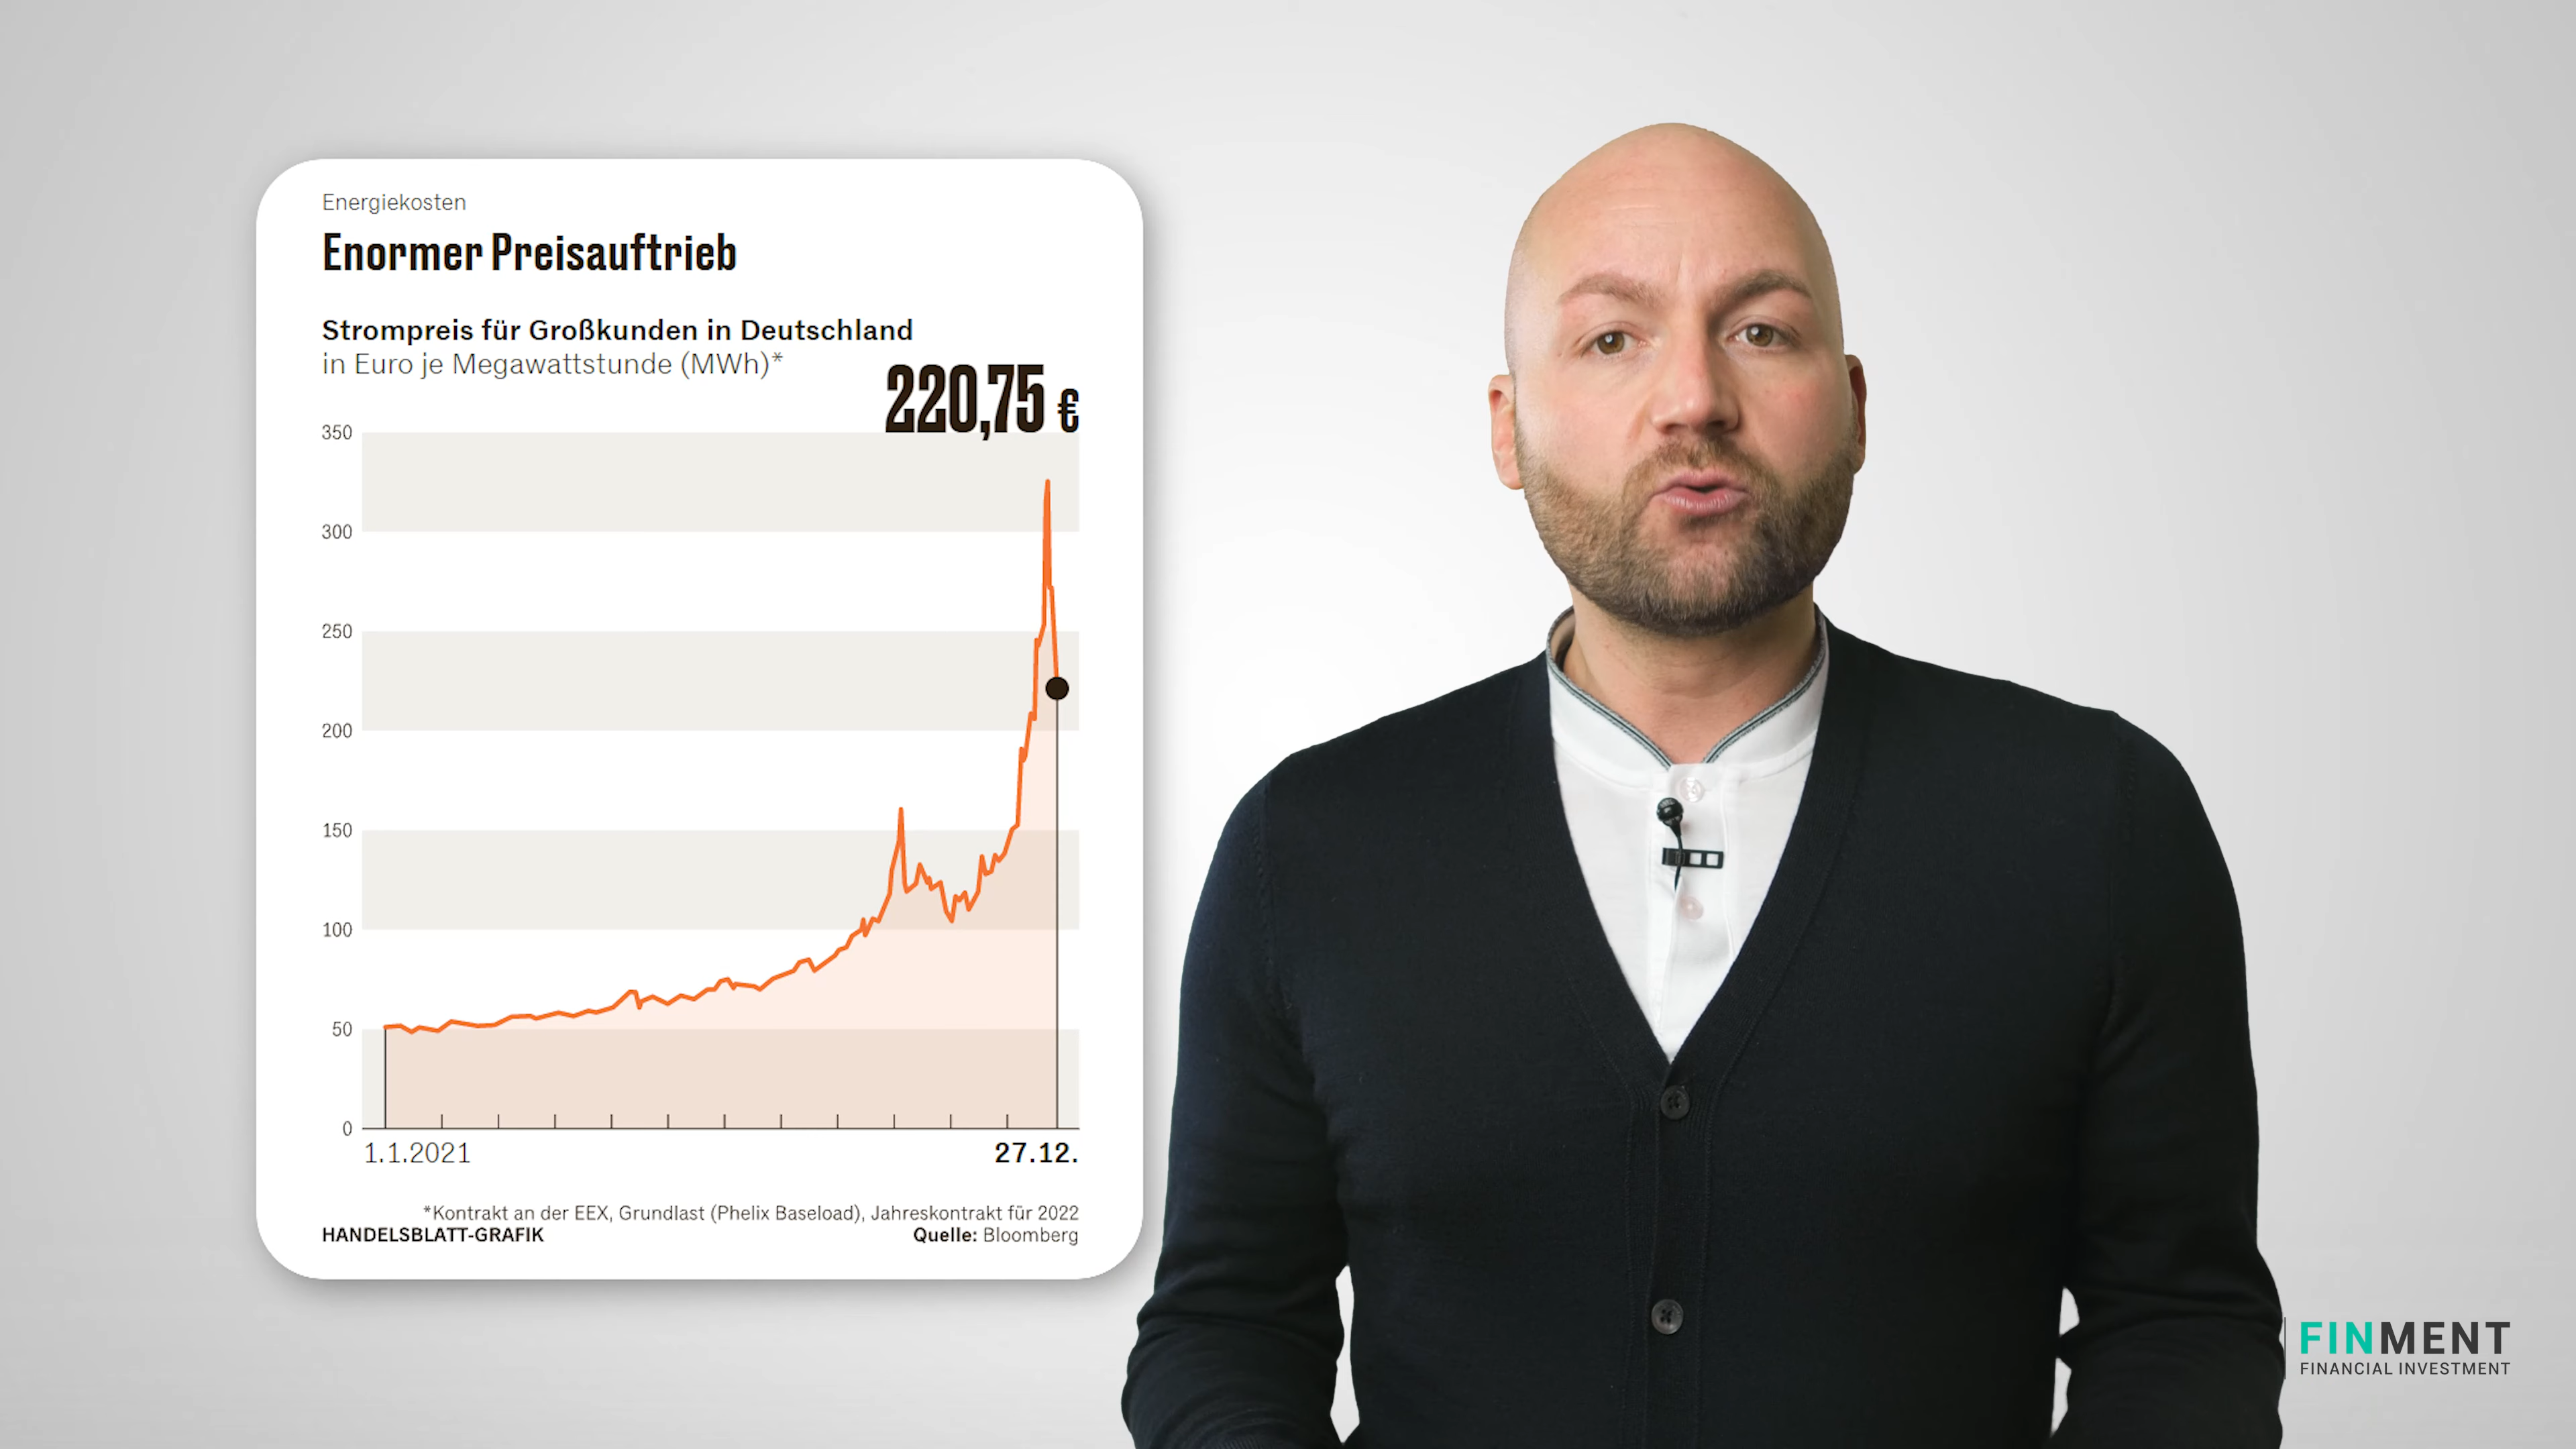 Energiekosten
Enormer Preisauftrieb
Strompreis für Großkunden in Deutschland
in Euro je Megawattstunde (MWh)*
220,75 €
350
300
250
200
150
100
50
0
1.1.2021
27.12.
*Kontrakt an der EEX, Grundlast (Phelix Baseload), Jahreskontrakt für 2022
HANDELSBLATT-GRAFIK
Quelle: Bloomberg
FINMENT
FINANCIAL INVESTMENT